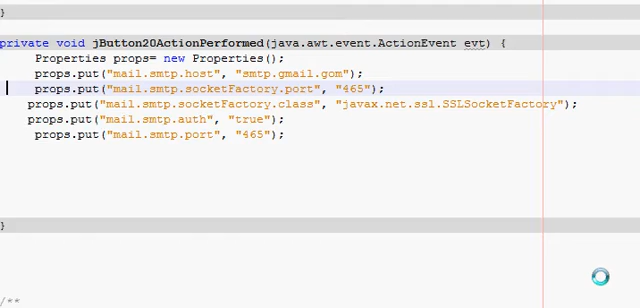 }
private void jButton20ActionPerformed(java.awt.event.ActionEvent evt) {
Properties props= new Properties();
props.put("mail.smtp.host", "smtp.gmail.gom");
props.put("mail.smtp.socketFactory.port", "465");
props.put("mail.smtp.socketFactory.class", "javax.net.ssl.SSLSocketFactory");
props.put("mail.smtp.auth", "true");
props.put("mail.smtp.port", "465");
}
/**